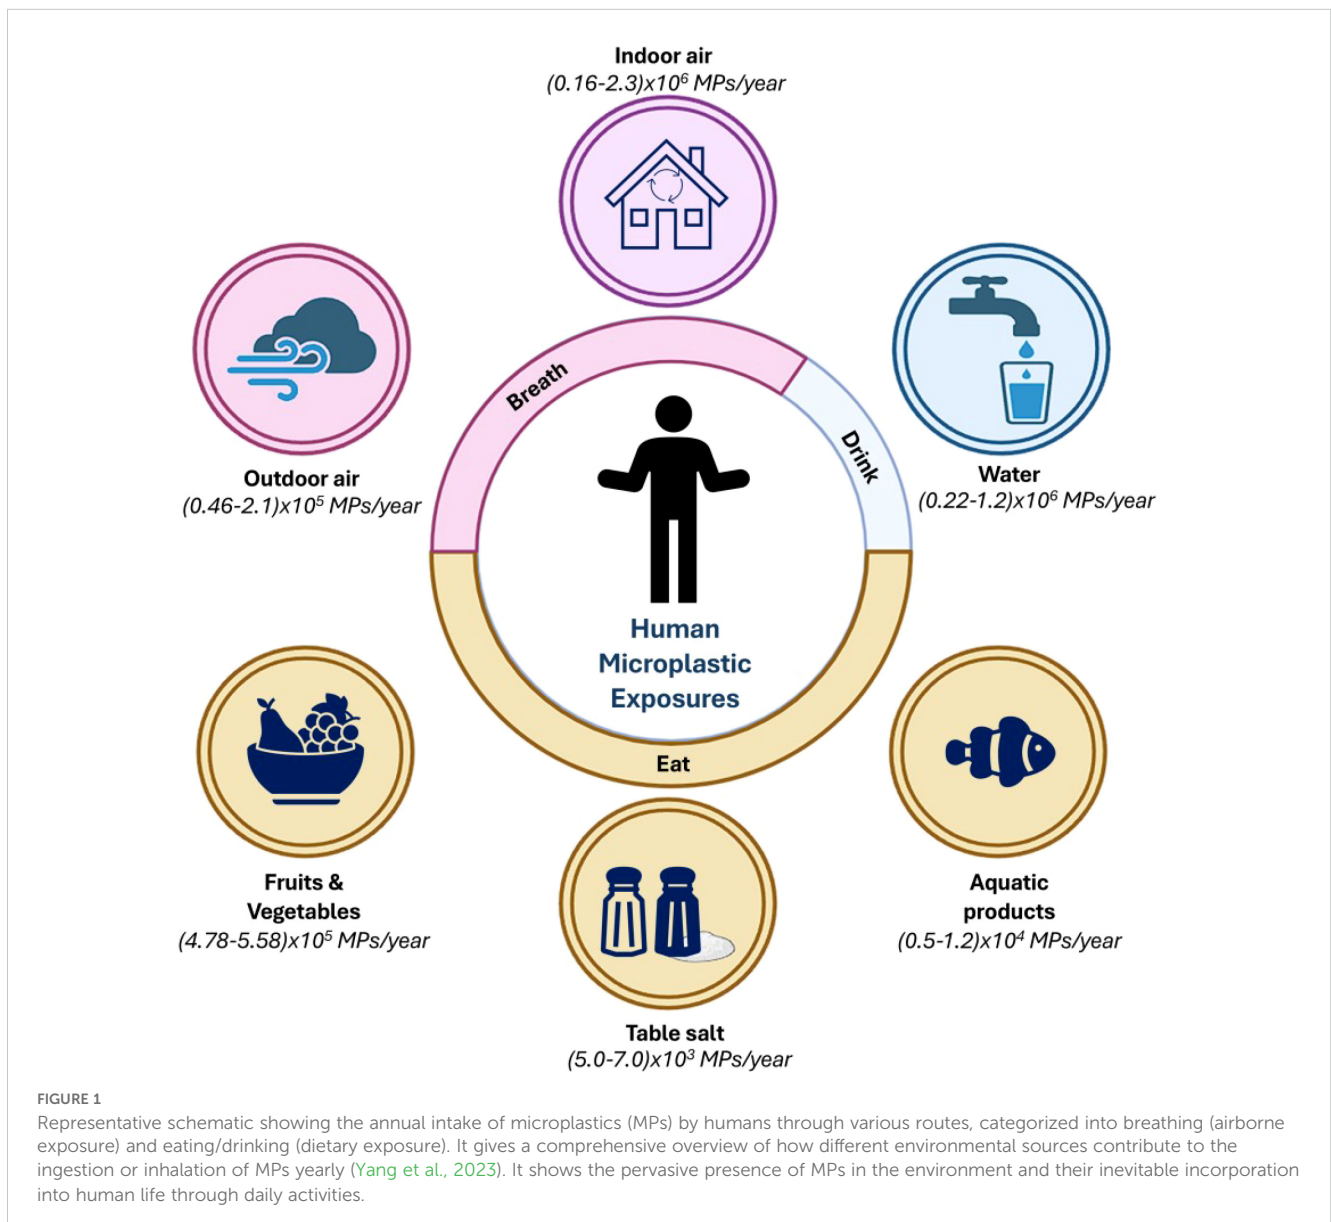 Indoor air
(0.16-2.3)x10⁶ MPs/year
Outdoor air
(0.46-2.1)x10⁵ MPs/year
Water
(0.22-1.2)x10⁶ MPs/year
Breath
Drink
Human
Microplastic
Exposures
Eat
Fruits &
Vegetables
(4.78-5.58)x10⁵ MPs/year
Table salt
(5.0-7.0)x10³ MPs/year
Aquatic
products
(0.5-1.2)x10⁴ MPs/year
FIGURE 1
Representative schematic showing the annual intake of microplastics (MPs) by humans through various routes, categorized into breathing (airborne
exposure) and eating/drinking (dietary exposure). It gives a comprehensive overview of how different environmental sources contribute to the
ingestion or inhalation of MPs yearly (Yang et al., 2023). It shows the pervasive presence of MPs in the environment and their inevitable incorporation
into human life through daily activities.